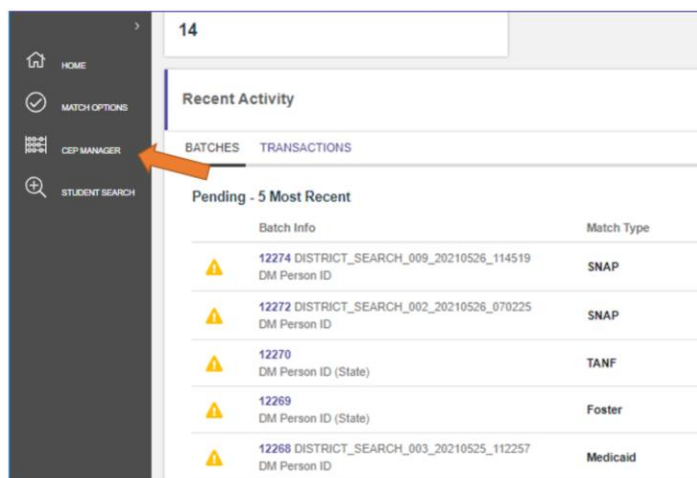 14
HOME
MATCH OPTIONS
CEP MANAGER
STUDENT SEARCH
Recent Activity
BATCHES TRANSACTIONS
Pending - 5 Most Recent
Batch Info Match Type
12274 DISTRICT_SEARCH_009_20210526_114519
DM Person ID
SNAP
12272 DISTRICT_SEARCH_002_20210526_070225
DM Person ID
SNAP
12270
DM Person ID (State)
TANF
12269
DM Person ID (State)
Foster
12268 DISTRICT_SEARCH_003_20210525_112257
DM Person ID
Medicaid